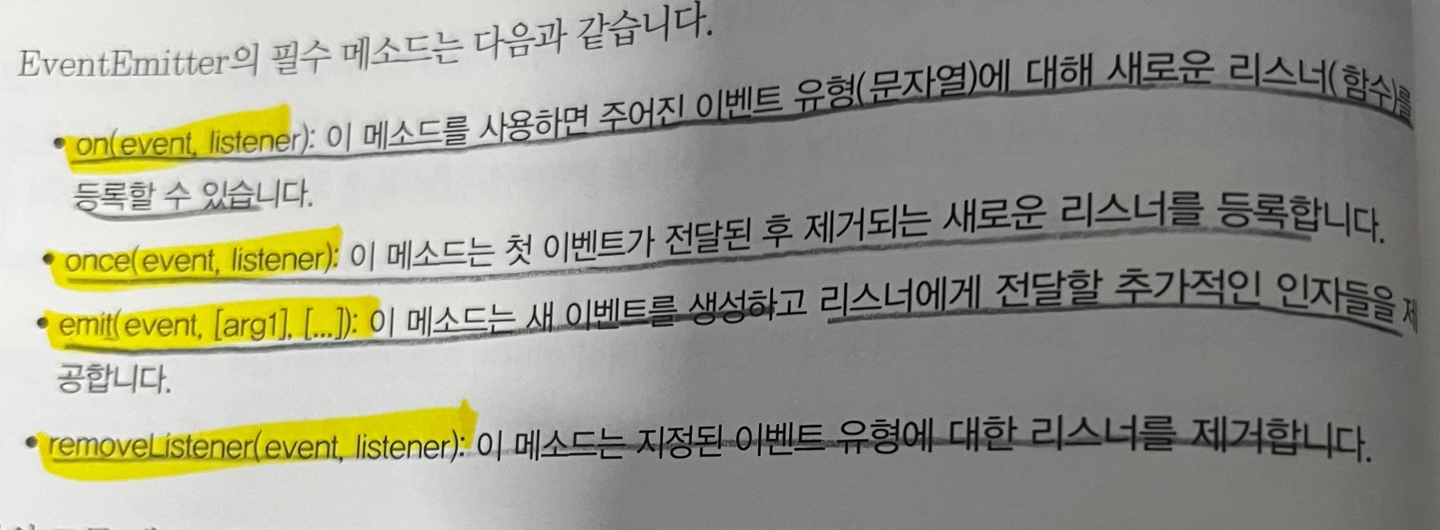 EventEmitter의 필수 메소드는 다음과 같습니다.
• on(event, listener): 이 메소드를 사용하면 주어진 이벤트 유형(문자열)에 대해 새로운 리스너(함수)를
등록할 수 있습니다.
• once(event, listener): 이 메소드는 첫 이벤트가 전달된 후 제거되는 새로운 리스너를 등록합니다.
• emit(event, [arg1], [...]): 이 메소드는 새 이벤트를 생성하고 리스너에게 전달할 추가적인 인자들을 제
공합니다.
• removeListener(event, listener): 이 메소드는 지정된 이벤트 유형에 대한 리스너를 제거합니다.